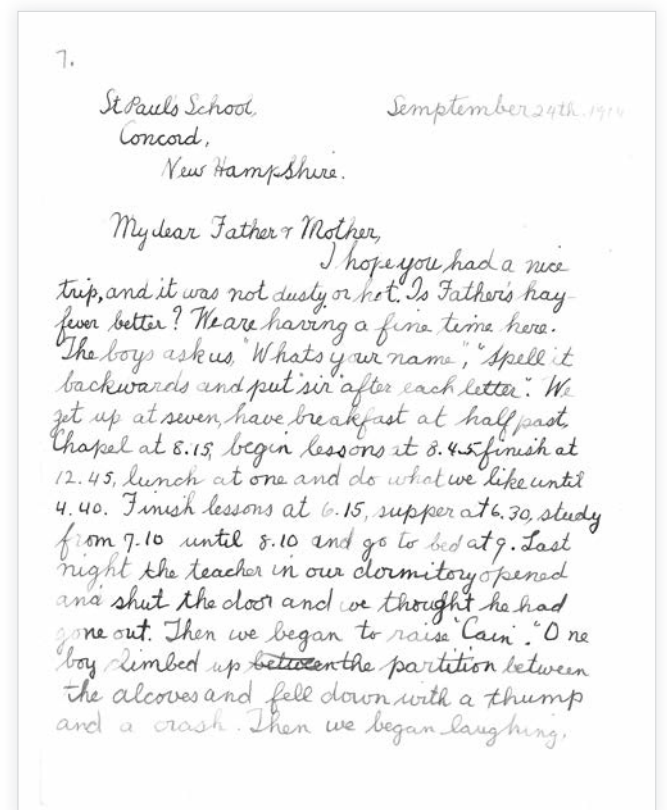 7.
St Paul's School, Semptember 24th. 1914
Concord,
New Hampshire.
My dear Father & Mother,
I hope you had a nice
trip, and it was not dusty or hot. Is Father's hay-
fever better? We are having a fine time here.
The boys ask us, "Whats your name", "spell it
backwards and put "sir" after each letter". We
get up at seven, have breakfast at half past,
Chapel at 8.15, begin lessons at 8.45 finish at
12.45, lunch at one and do what we like until
4.40. Finish lessons at 6.15, supper at 6.30, study
from 7.10 until 8.10 and go to bed at 9. Last
night the teacher in our dormitory opened
and shut the door and we thought he had
gone out. Then we began to raise "Cain". "One
boy climbed up between the partition between
the alcoves and fell down with a thump
and a crash. Then we began laughing,